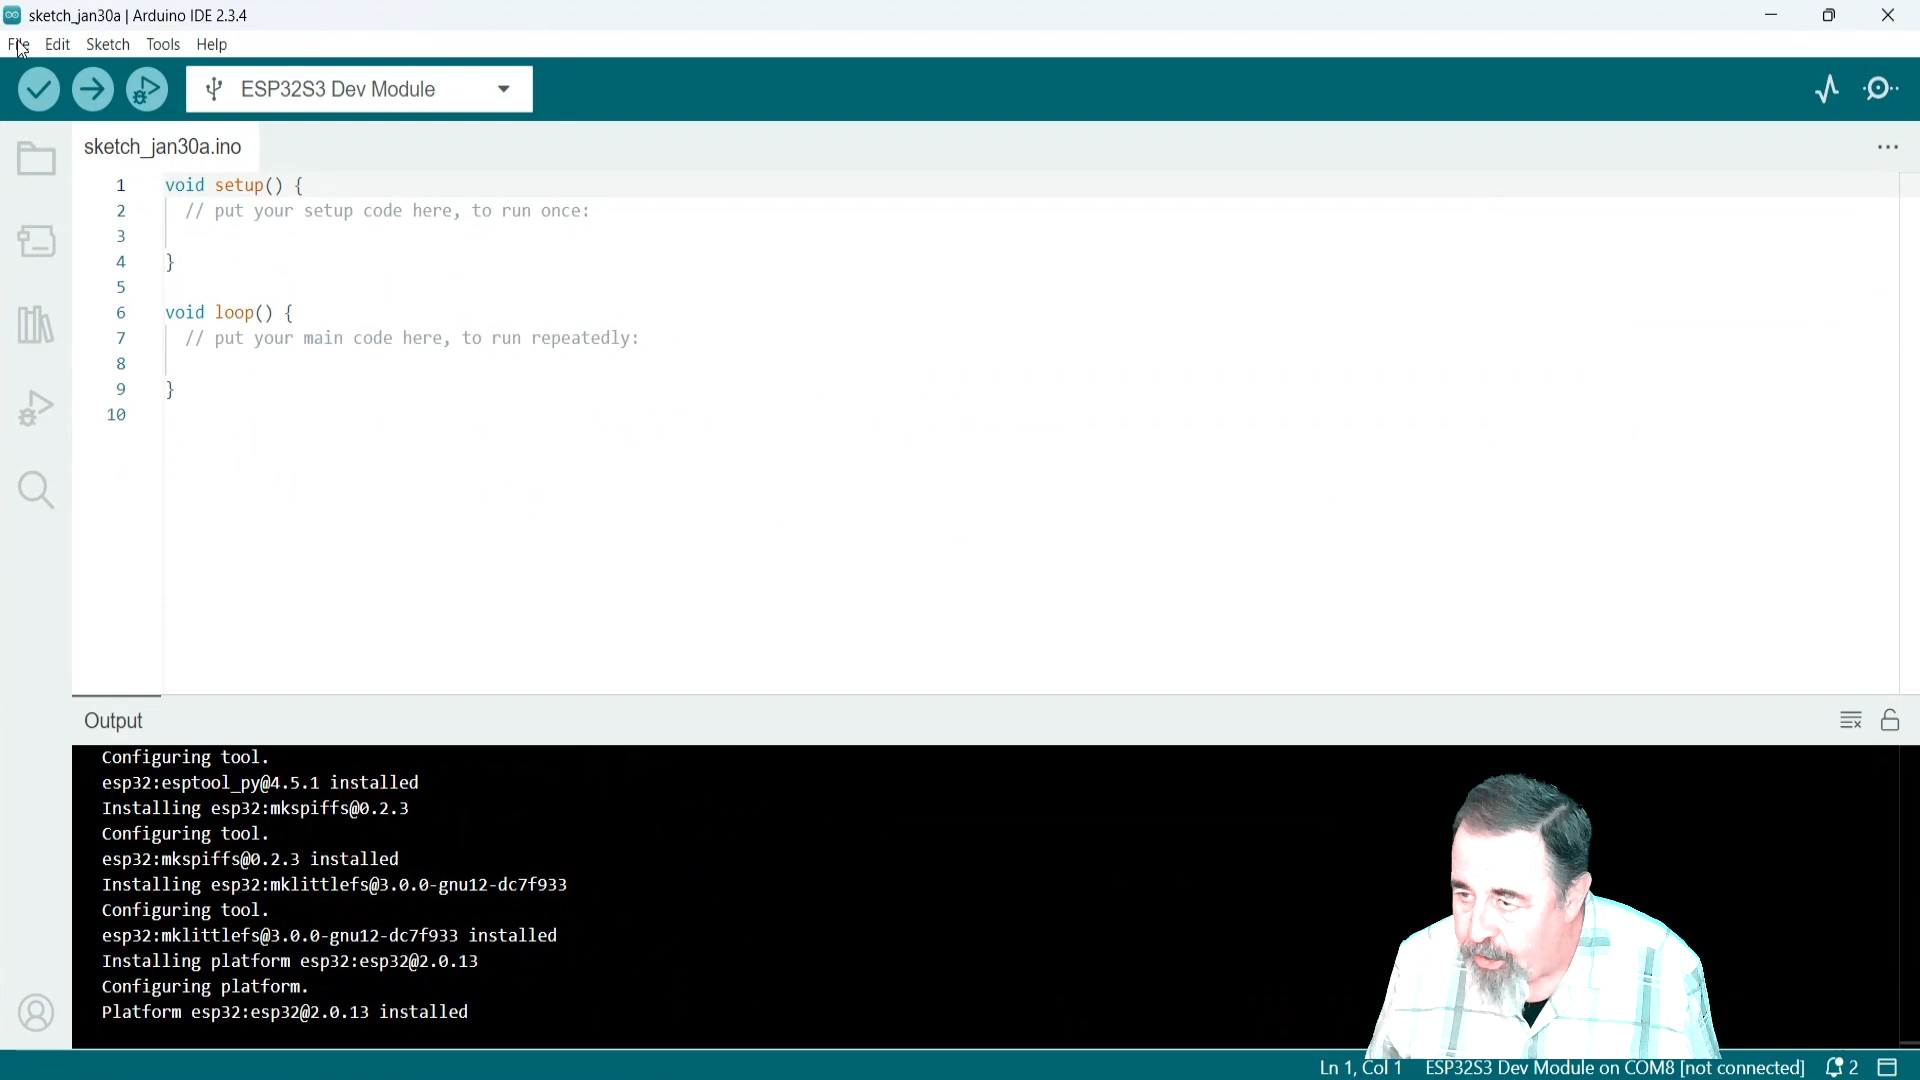 sketch_jan30a | Arduino IDE 2.3.4
File Edit Sketch Tools Help
ESP32S3 Dev Module
sketch_jan30a.ino
1 void setup() {
2 // put your setup code here, to run once:
3
4 }
5
6 void loop() {
7 // put your main code here, to run repeatedly:
8
9 }
10
Output
Configuring tool.
esp32:esptool_py@4.5.1 installed
Installing esp32:mkspiffs@0.2.3
Configuring tool.
esp32:mkspiffs@0.2.3 installed
Installing esp32:mklittlefs@3.0.0-gnu12-dc7f933
Configuring tool.
esp32:mklittlefs@3.0.0-gnu12-dc7f933 installed
Installing platform esp32:esp32@2.0.13
Configuring platform.
Platform esp32:esp32@2.0.13 installed
Ln 1, Col 1 ESP32S3 Dev Module on COM8 [not connected] 2